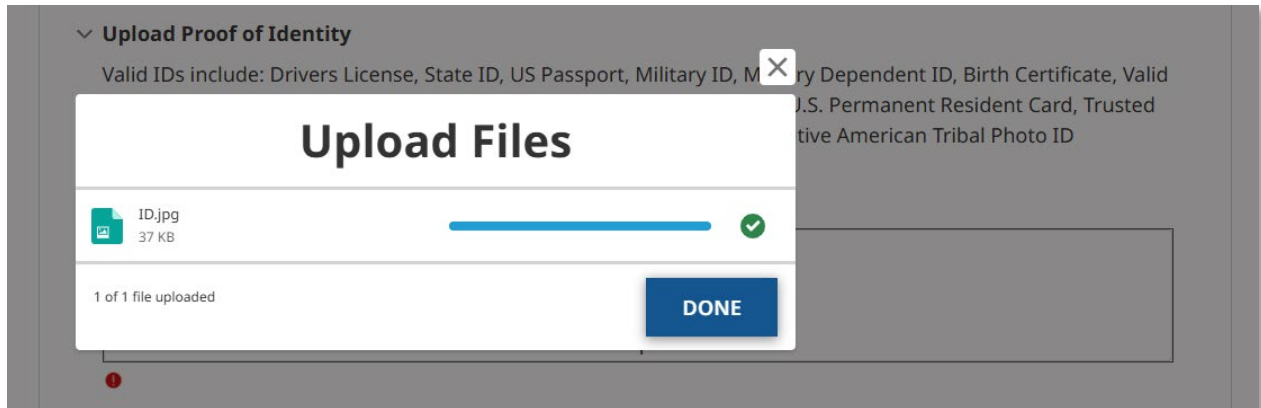 Upload Proof of Identity
Valid IDs include: Drivers License, State ID, US Passport, Military ID, M ry Dependent ID, Birth Certificate, Valid
U.S. Permanent Resident Card, Trusted
tive American Tribal Photo ID
Upload Files
ID.jpg
37 KB
1 of 1 file uploaded
DONE